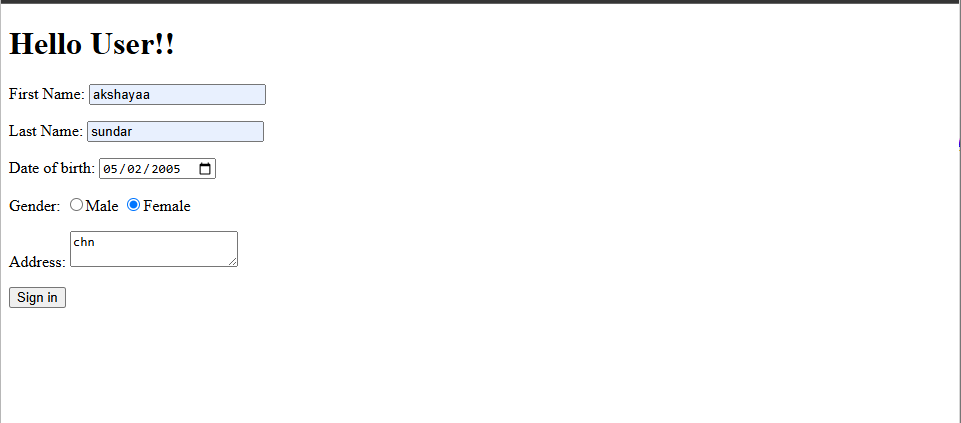 Hello User!!
First Name: akshayaa
Last Name: sundar
Date of birth: 05/02/2005
Gender: Male Female
Address: chn
Sign in